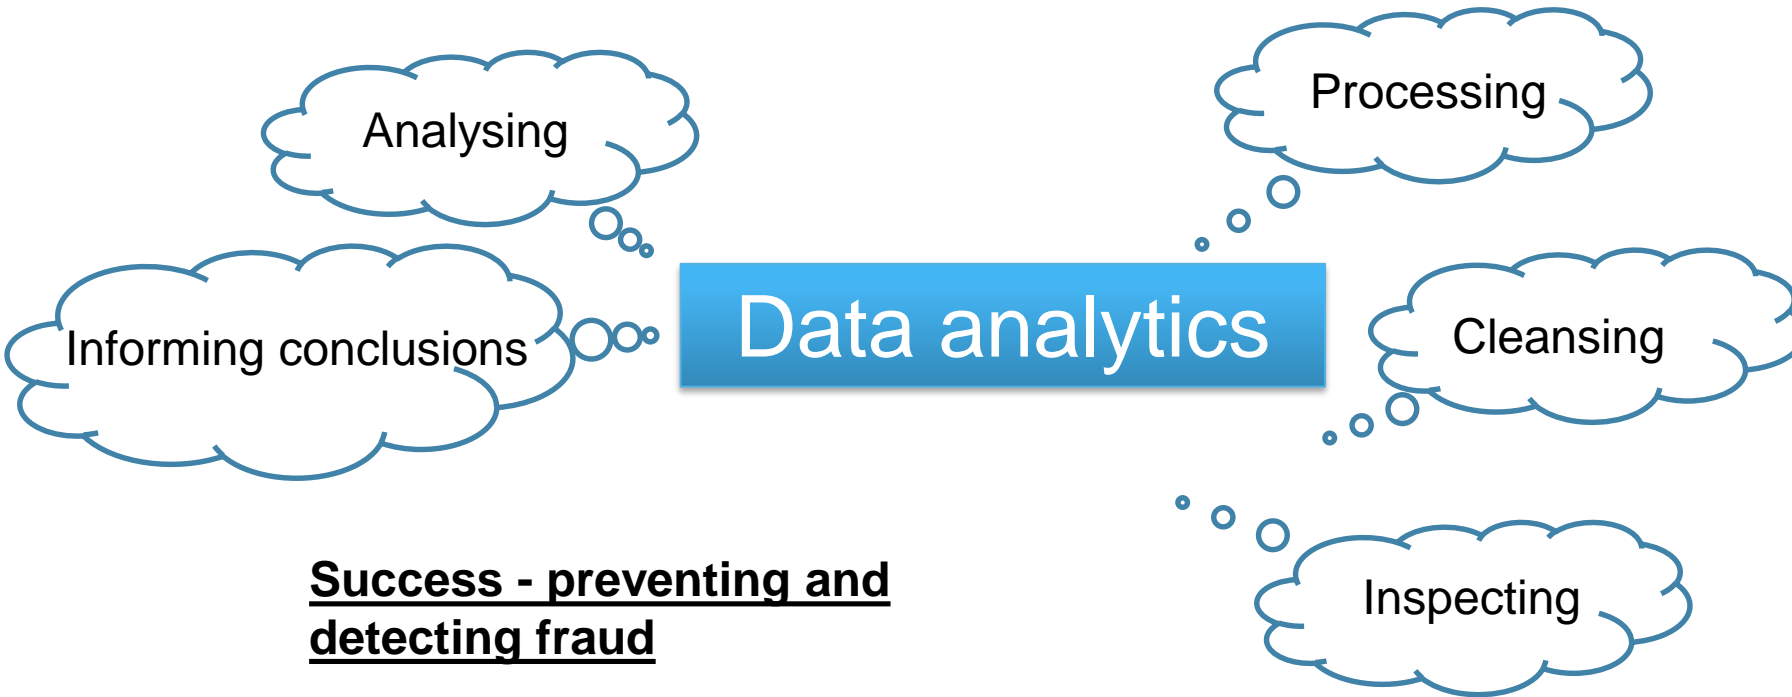 Processing
Analysing
Data analytics
Informing conclusions
Cleansing
Success - preventing and
detecting fraud
Inspecting